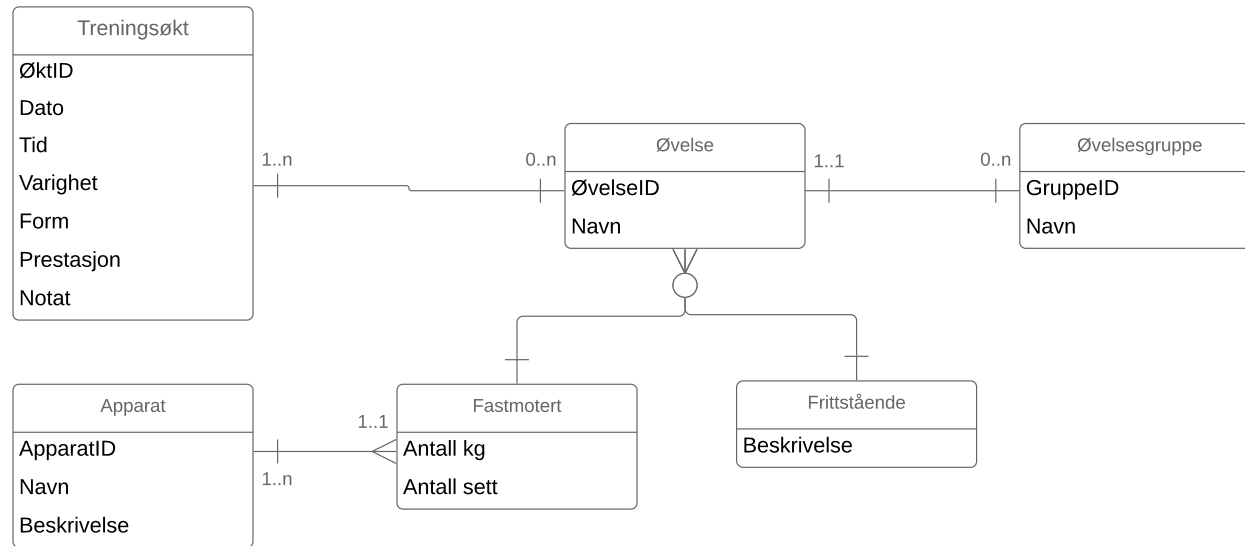 Treningsøkt
ØktID
Dato
Tid
Varighet
Form
Prestasjon
Notat
1..n
0..n
Øvelse
ØvelseID
Navn
1..1
0..n
Øvelsesgruppe
GruppeID
Navn
Apparat
ApparatID
Navn
Beskrivelse
1..n
1..1
Fastmotert
Antall kg
Antall sett
Frittstående
Beskrivelse